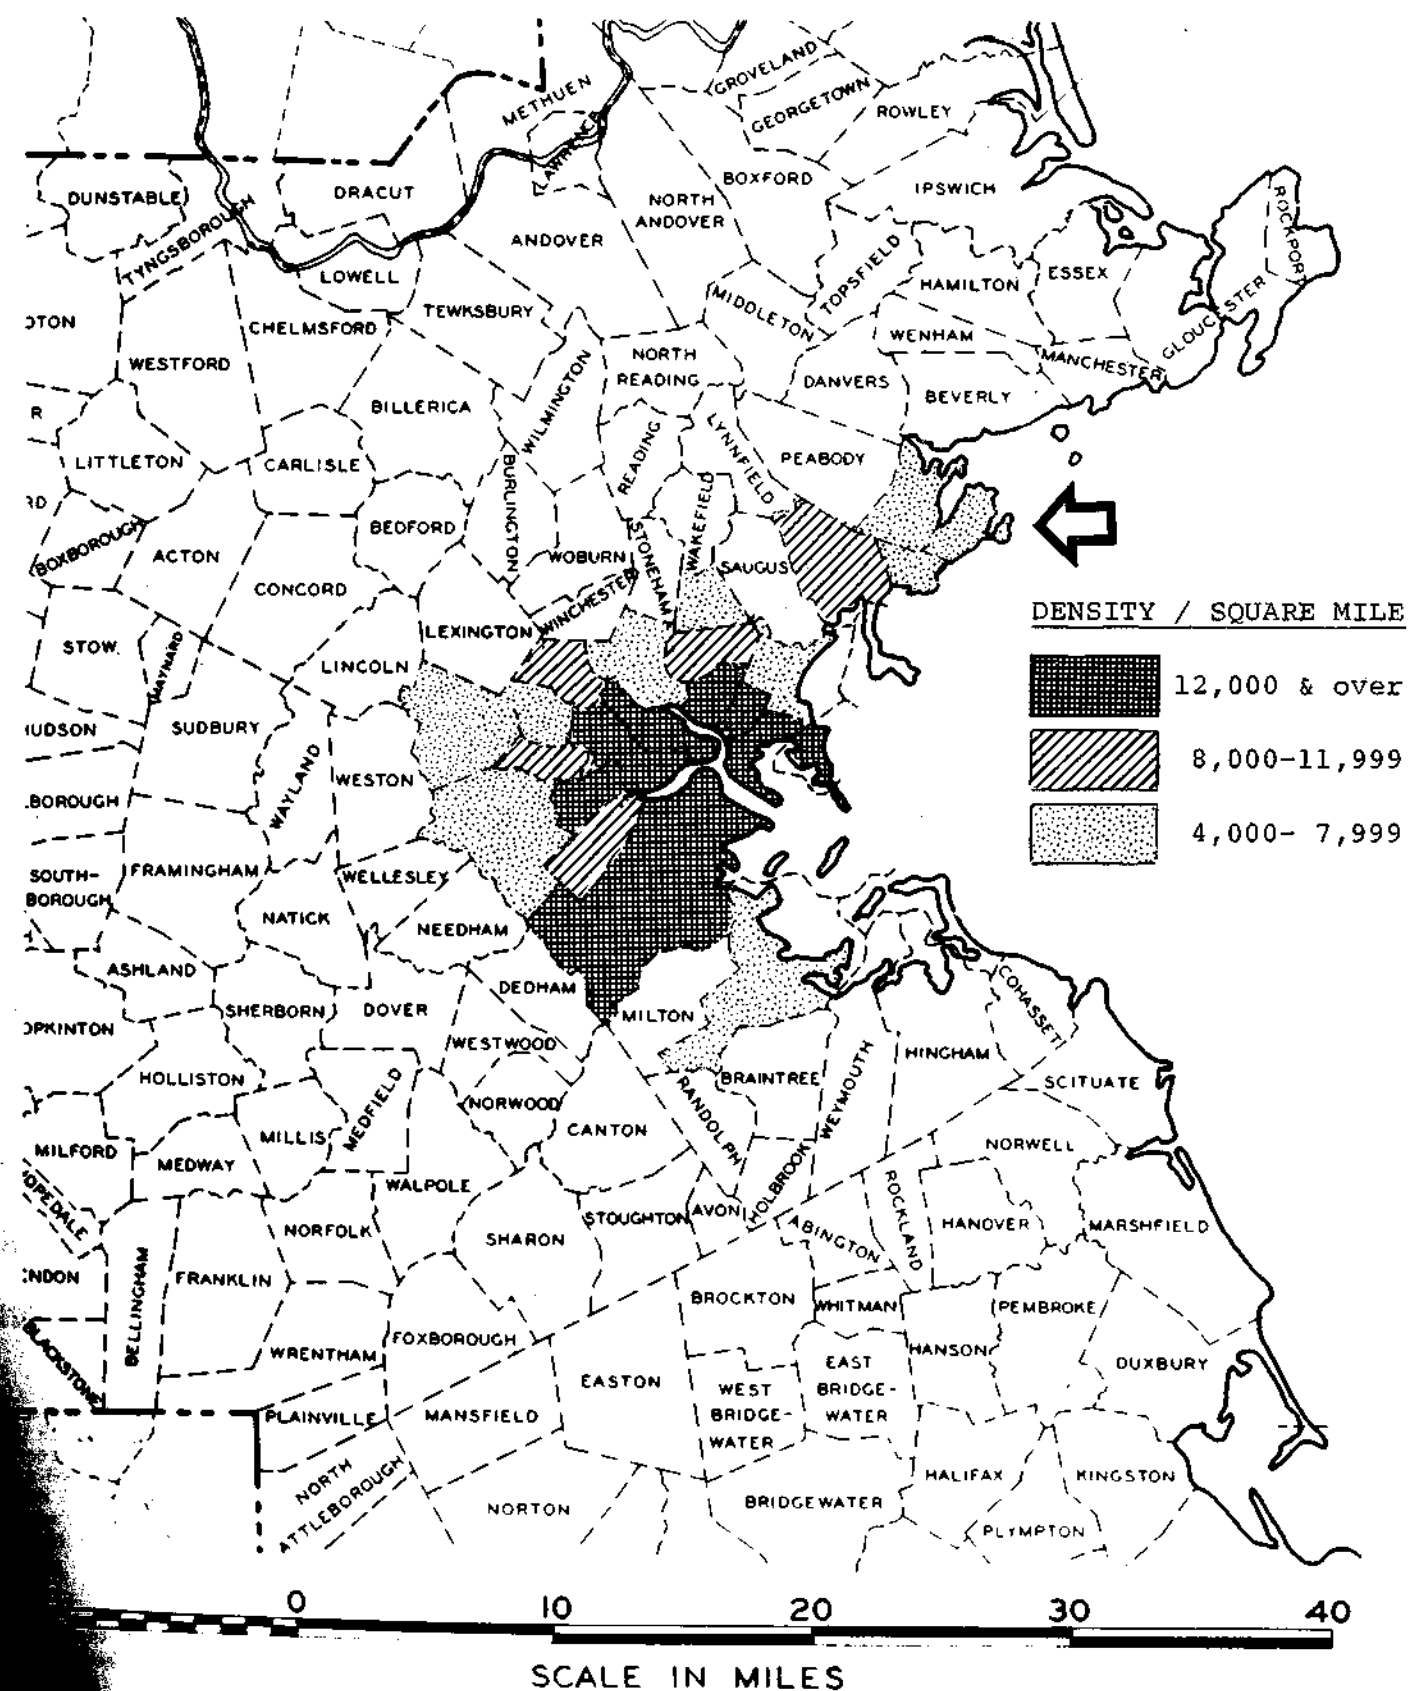 GROVELAND
METHUEN
GEORGETOWN
ROWLEY
LAWRENCE
DUNSTABLE
DRACUT
BOXFORD
IPSWICH
NORTH
ANDOVER
ROCKPORT
TYNGSBOROUGH
ANDOVER
LOWELL
TOPSFIELD
HAMILTON
ESSEX
MIDDLETON
GLOUCESTER
OTON
CHELMSFORD
TEWKSBURY
WENHAM
WESTFORD
WILMINGTON
NORTH
READING
MANCHESTER
DANVERS
BEVERLY
R
BILLERICA
LITTLETON
CARLISLE
READING
LYNNFIELD
PEABODY
RD
BURLINGTON
WAKEFIELD
BEDFORD
BOXBOROUGH
ACTON
WOBURN
STONEHAM
SAUGUS
CONCORD
WINCHESTER
DENSITY / SQUARE MILE
STOW
MAYNARD
LEXINGTON
LINCOLN
12,000 & over
HUDSON
SUDBURY
WAYLAND
WESTON
8,000-11,999
BOROUGH
4,000- 7,999
SOUTH-
BOROUGH
FRAMINGHAM
WELLESLEY
NATICK
NEEDHAM
ASHLAND
DEDHAM
COHASSET
OPKINTON
SHERBORN
DOVER
MILTON
WESTWOOD
HINGHAM
HOLLISTON
MEDFIELD
BRAINTREE
WEYMOUTH
SCITUATE
NORWOOD
RANDOLPH
MILFORD
MILLIS
CANTON
NORWELL
MEDWAY
WALPOLE
HOLBROOK
ROCKLAND
HOPEDALE
NORFOLK
SHARON
STOUGHTON
AVON
ABINGTON
HANOVER
MARSHFIELD
NDON
BELLINGHAM
FRANKLIN
BROCKTON
WHITMAN
PEMBROKE
BLACKSTONE
WRENTHAM
FOXBOROUGH
HANSON
DUXBURY
EASTON
WEST
BRIDGE-
WATER
EAST
BRIDGE-
WATER
PLAINVILLE
MANSFIELD
NORTH
ATTLEBOROUGH
HALIFAX
KINGSTON
NORTON
BRIDGEWATER
PLYMPTON
0 10 20 30 40
SCALE IN MILES